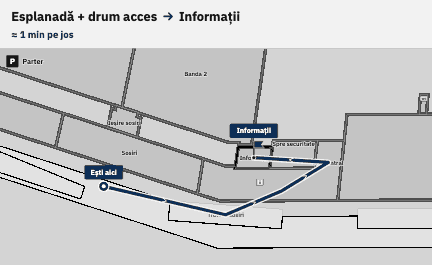 Esplanadă + drum acces → Informații
≈ 1 min pe jos
P Parter
Banda 2
Ieșire sosiri
Informații
Spre securitate
Info
Sosiri
Ești aici